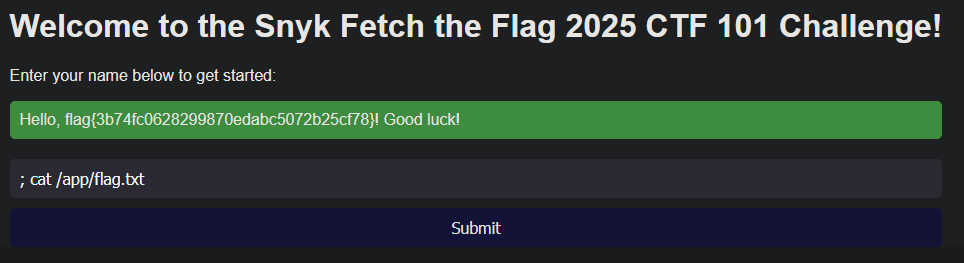 Welcome to the Snyk Fetch the Flag 2025 CTF 101 Challenge!
Enter your name below to get started:
Hello, flag{3b74fc0628299870edabc5072b25cf78}! Good luck!
; cat /app/flag.txt
Submit